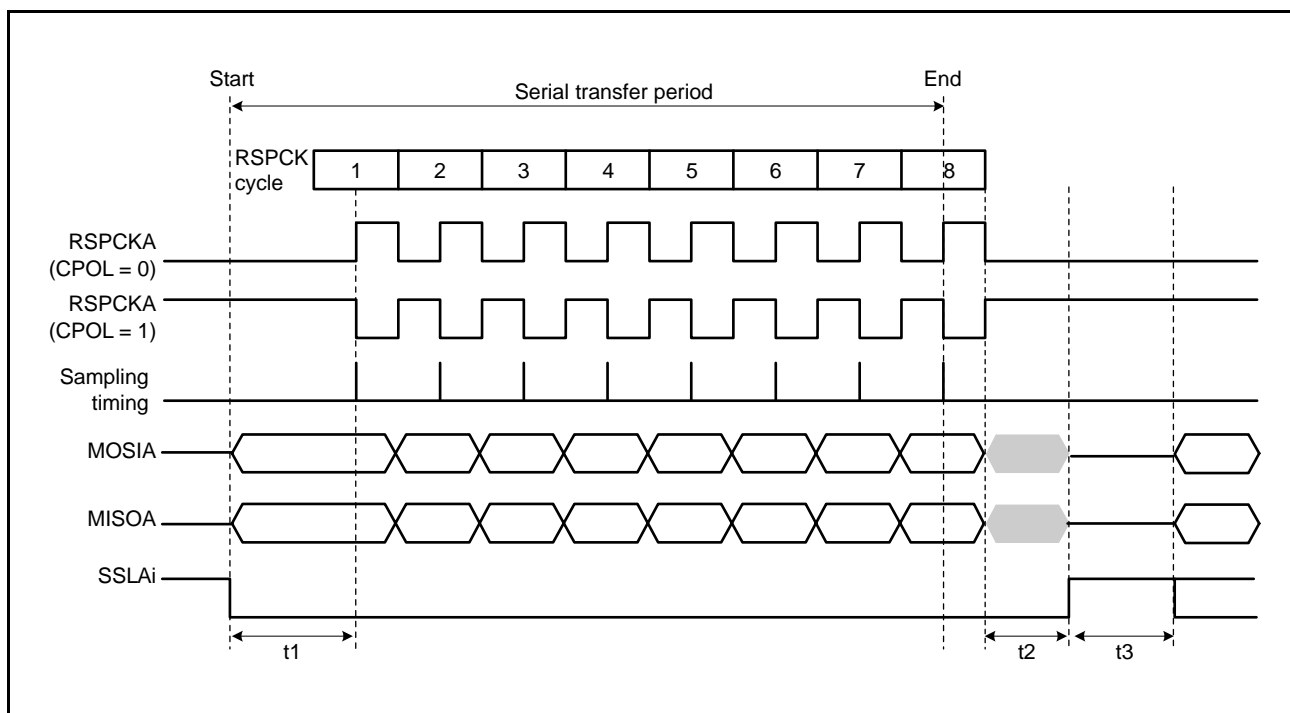 Start
End
Serial transfer period
RSPCK
cycle
1 2 3 4 5 6 7 8
RSPCKA
(CPOL = 0)
RSPCKA
(CPOL = 1)
Sampling
timing
MOSIA
MISOA
SSLAi
t1
t2
t3